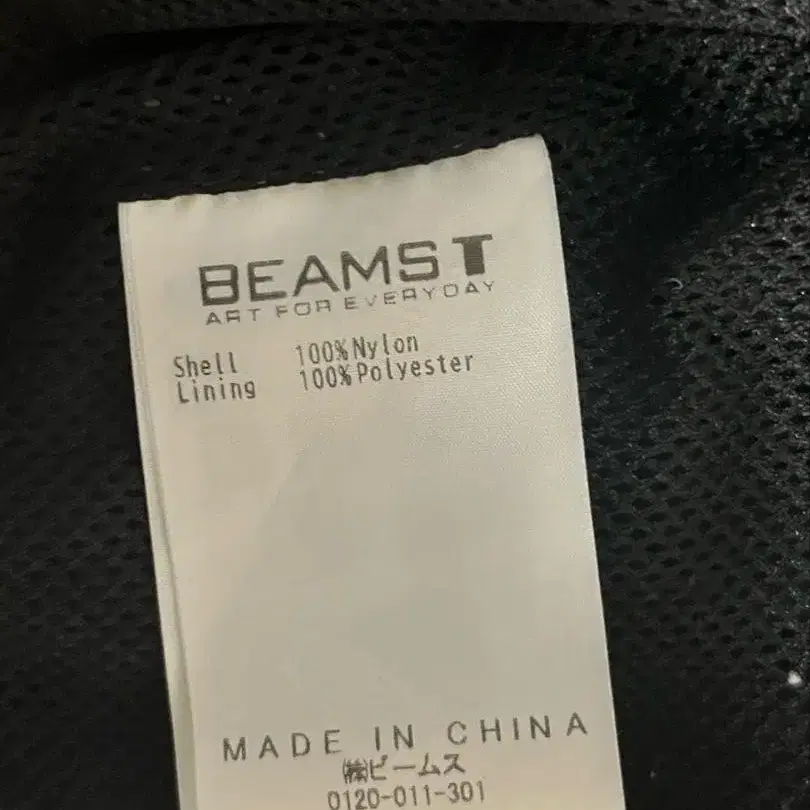 BEAMS T
ART FOR EVERYDAY
Shell 100%Nylon
Lining 100%Polyester
MADE IN CHINA
㈱ビームス
0120-011-301